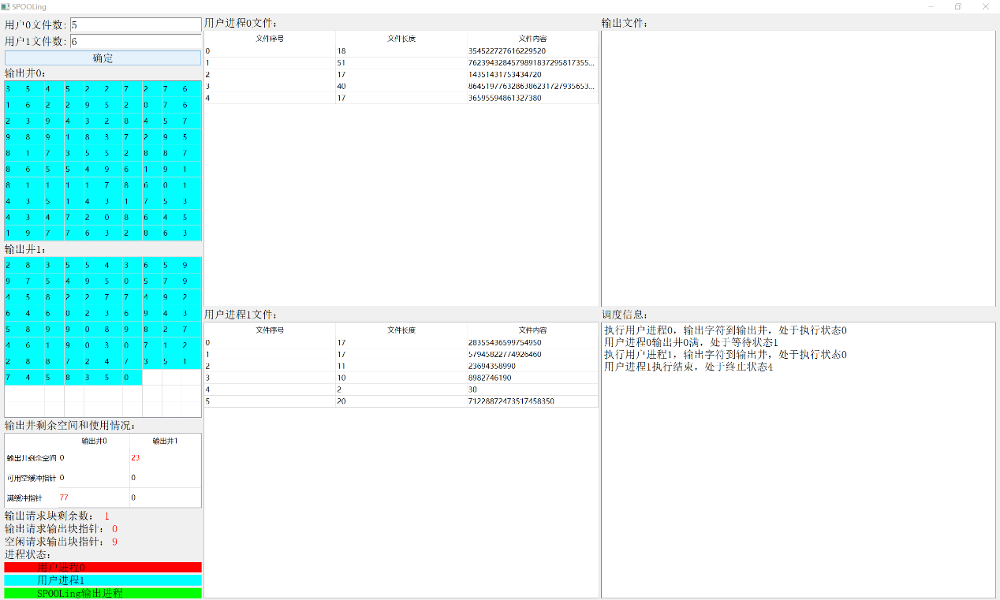 SPOOLing
用户0文件数: 5
用户1文件数: 6
确定
输出井0:
3 5 4 5 2 2 7 2 7 6
1 6 2 2 9 5 2 0 7 6
2 3 9 4 3 2 8 4 5 7
9 8 9 1 8 3 7 2 9 5
8 1 7 3 5 5 2 8 8 7
8 6 5 5 4 9 6 1 9 1
8 1 1 1 1 7 8 6 0 1
4 3 5 1 4 3 1 7 5 3
4 3 4 7 2 0 8 6 4 5
1 9 7 7 6 3 2 8 6 3
输出井1:
2 8 3 5 5 4 3 6 5 9
9 7 5 4 9 5 0 5 7 9
4 5 8 2 2 7 7 4 9 2
6 4 6 0 2 3 6 9 4 3
5 8 9 9 0 8 9 8 2 7
4 6 1 9 0 3 0 7 1 2
2 8 8 7 2 4 7 3 5 1
7 4 5 8 3 5 0
输出井剩余空间和使用情况:
输出井0 输出井1
输出井剩余空间 0 23
可用空缓冲指针 0 0
满缓冲指针 77 0
输出请求块剩余数: 1
输出请求输出块指针: 0
空闲请求输出块指针: 9
进程状态:
用户进程0
用户进程1
SPOOLing输出进程
用户进程0文件:
文件序号 文件长度 文件内容
0 18 354522727616229520
1 51 7623943284579891837295817355...
2 17 14351431753434720
3 40 8645197763286386231727935653...
4 17 36595594861327380
用户进程1文件:
文件序号 文件长度 文件内容
0 17 28355436599754950
1 17 57945822774926460
2 11 23694358990
3 10 8982746190
4 2 30
5 20 71228872473517458350
输出文件:
调度信息:
执行用户进程0, 输出字符到输出井, 处于执行状态0
用户进程0输出井0满, 处于等待状态1
执行用户进程1, 输出字符到输出井, 处于执行状态0
用户进程1执行结束, 处于终止状态4